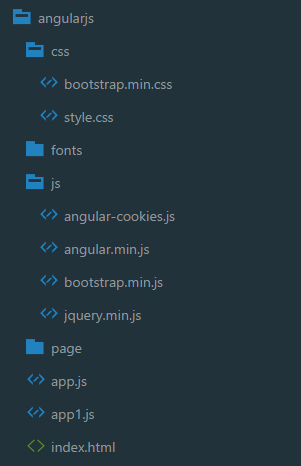 angularjs
css
bootstrap.min.css
style.css
fonts
js
angular-cookies.js
angular.min.js
bootstrap.min.js
jquery.min.js
page
app.js
app1.js
index.html